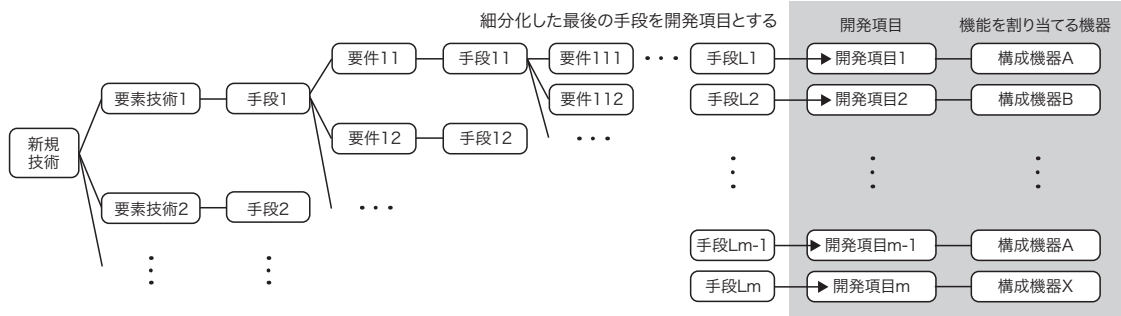 細分化した最後の手段を開発項目とする
開発項目
機能を割り当てる機器
新規
技術
要素技術1
手段1
要素技術2
手段2
要件11
手段11
要件12
手段12
要件111
要件112
手段L1
開発項目1
構成機器A
手段L2
開発項目2
構成機器B
手段Lm-1
開発項目m-1
構成機器A
手段Lm
開発項目m
構成機器X